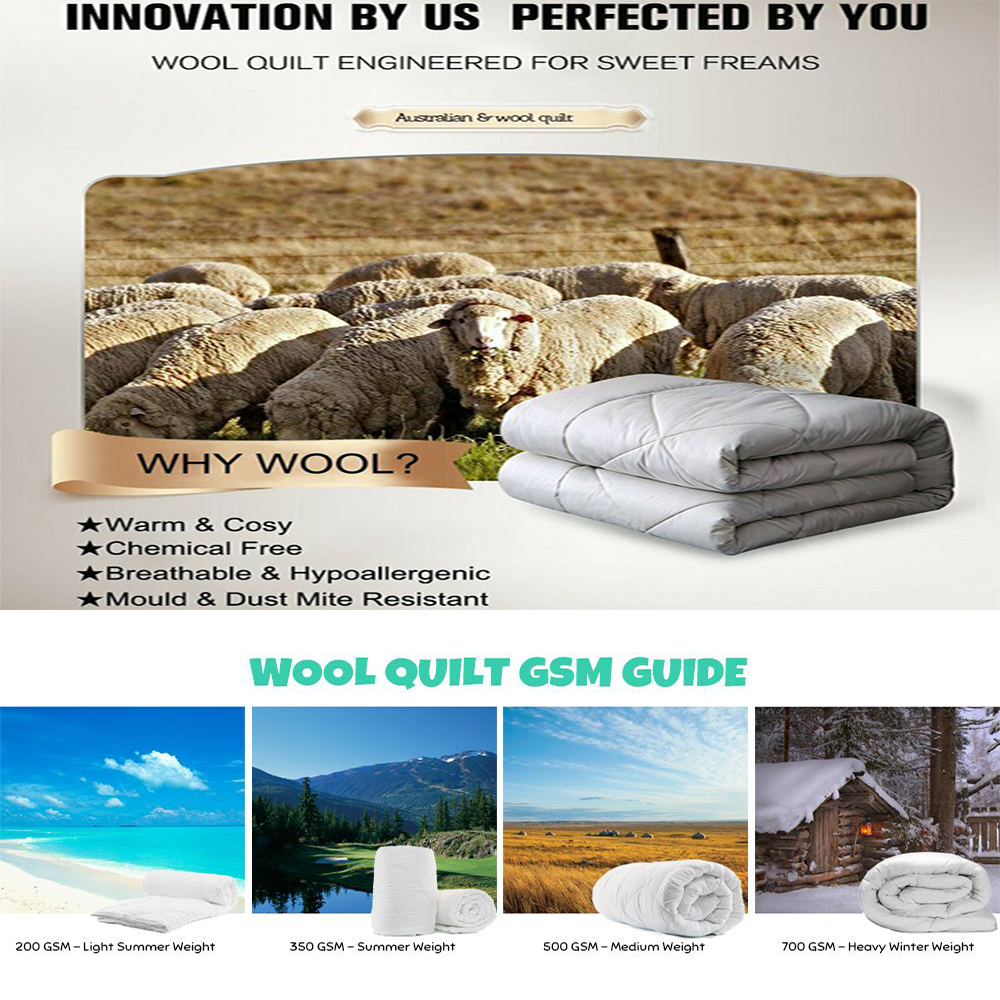 INNOVATION BY US PERFECTED BY YOU
WOOL QUILT ENGINEERED FOR SWEET FREAMS
Australian & wool quilt
WHY WOOL?
★Warm & Cosy
★Chemical Free
★Breathable & Hypoallergenic
★Mould & Dust Mite Resistant
WOOL QUILT GSM GUIDE
200 GSM – Light Summer Weight
350 GSM – Summer Weight
500 GSM – Medium Weight
700 GSM – Heavy Winter Weight